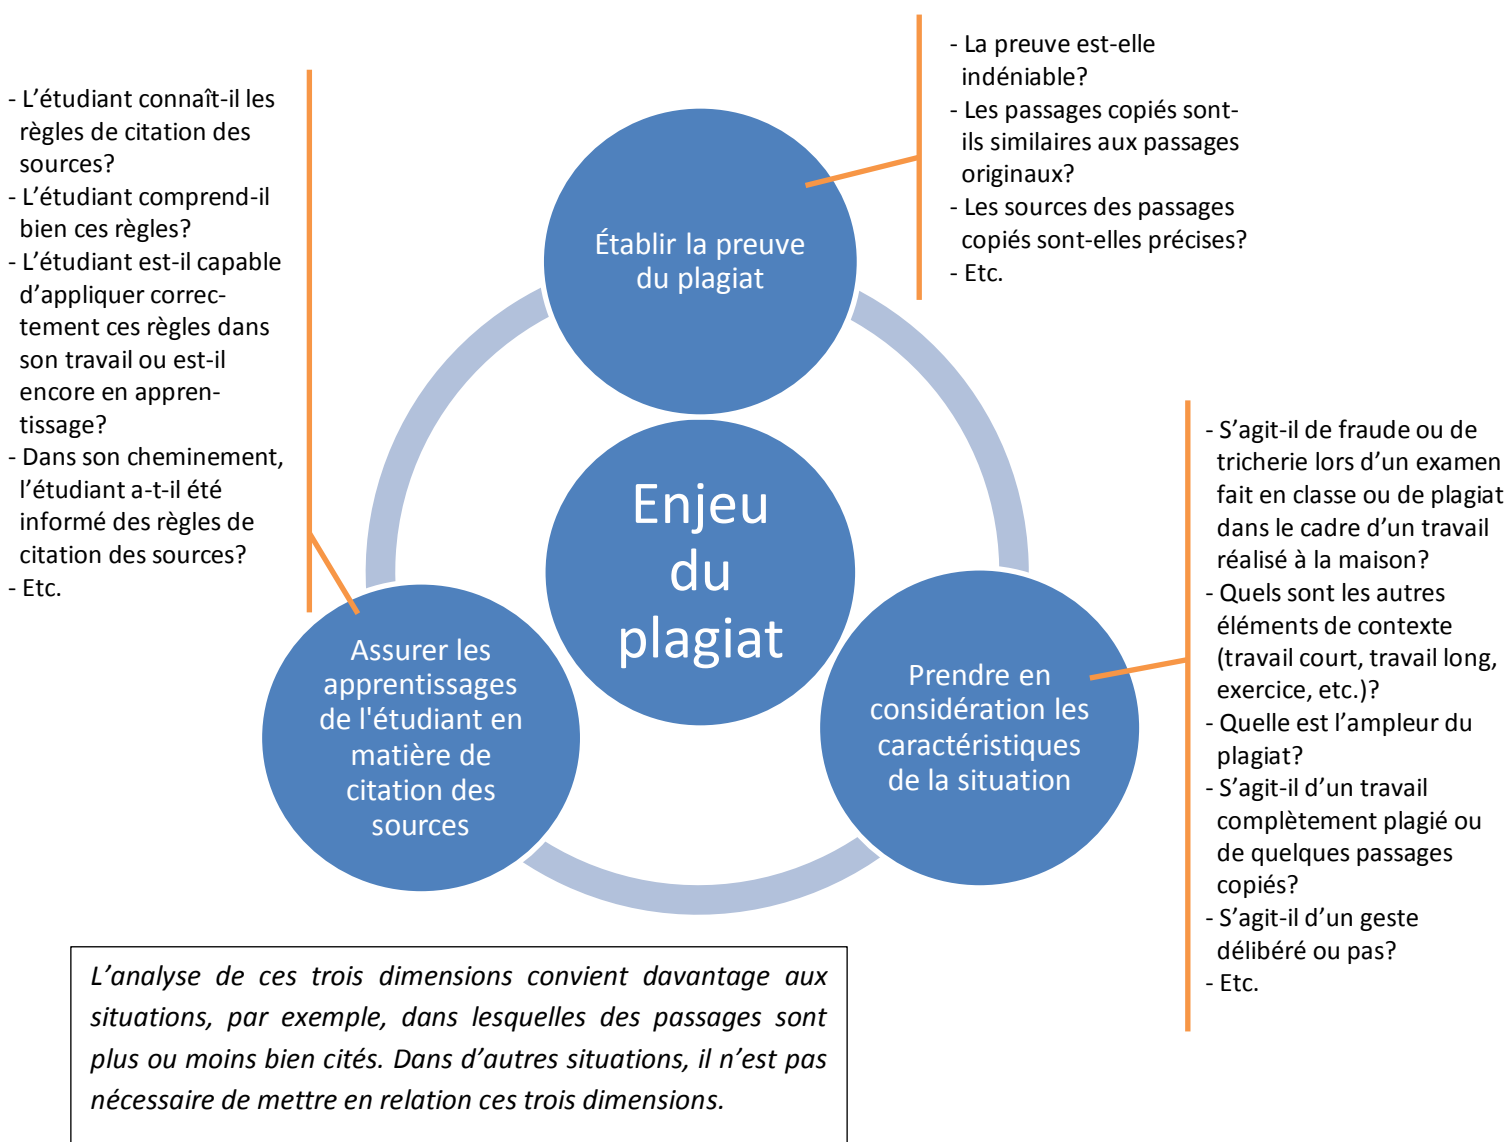 - La preuve est-elle
indéniable?
- Les passages copiés sont-
ils similaires aux passages
originaux?
- Les sources des passages
copiés sont-elles précises?
- Etc.
- L’étudiant connaît-il les
règles de citation des
sources?
- L’étudiant comprend-il
bien ces règles?
- L’étudiant est-il capable
d’appliquer correc-
tement ces règles dans
son travail ou est-il
encore en appren-
tissage?
- Dans son cheminement,
l’étudiant a-t-il été
informé des règles de
citation des sources?
- Etc.
Établir la preuve
du plagiat
Enjeu
du
plagiat
Assurer les
apprentissages
de l'étudiant en
matière de
citation des
sources
Prendre en
considération les
caractéristiques
de la situation
- S’agit-il de fraude ou de
tricherie lors d’un examen
fait en classe ou de plagiat
dans le cadre d’un travail
réalisé à la maison?
- Quels sont les autres
éléments de contexte
(travail court, travail long,
exercice, etc.)?
- Quelle est l’ampleur du
plagiat?
- S’agit-il d’un travail
complètement plagié ou
de quelques passages
copiés?
- S’agit-il d’un geste
délibéré ou pas?
- Etc.
L’analyse de ces trois dimensions convient davantage aux
situations, par exemple, dans lesquelles des passages sont
plus ou moins bien cités. Dans d’autres situations, il n’est pas
nécessaire de mettre en relation ces trois dimensions.